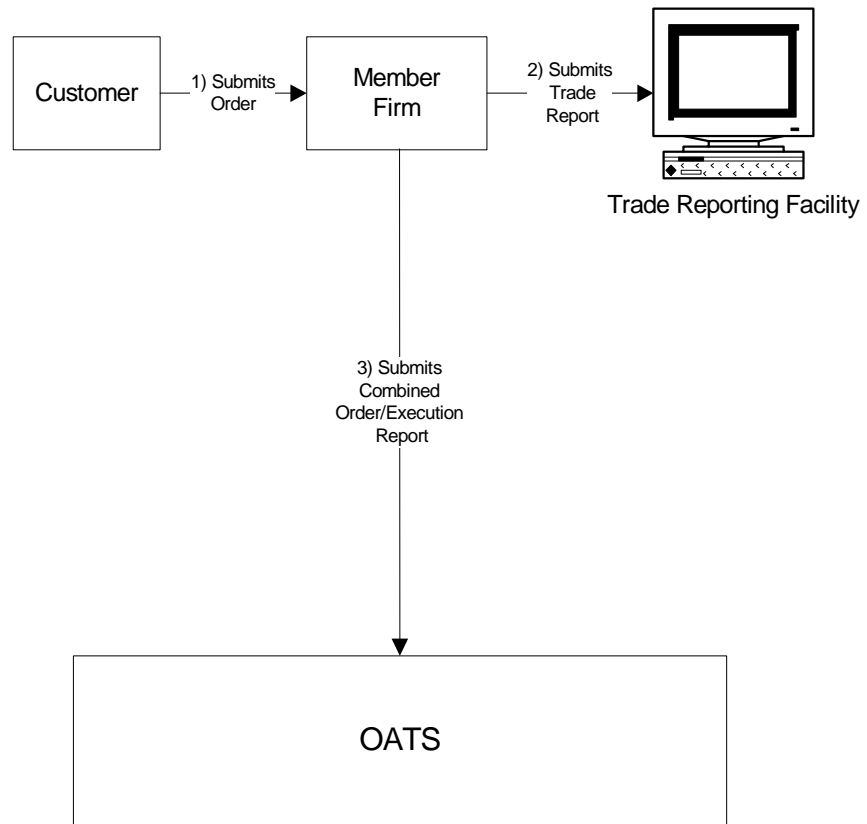 Customer
1) Submits
Order
Member
Firm
2) Submits
Trade
Report
Trade Reporting Facility
3) Submits
Combined
Order/Execution
Report
OATS